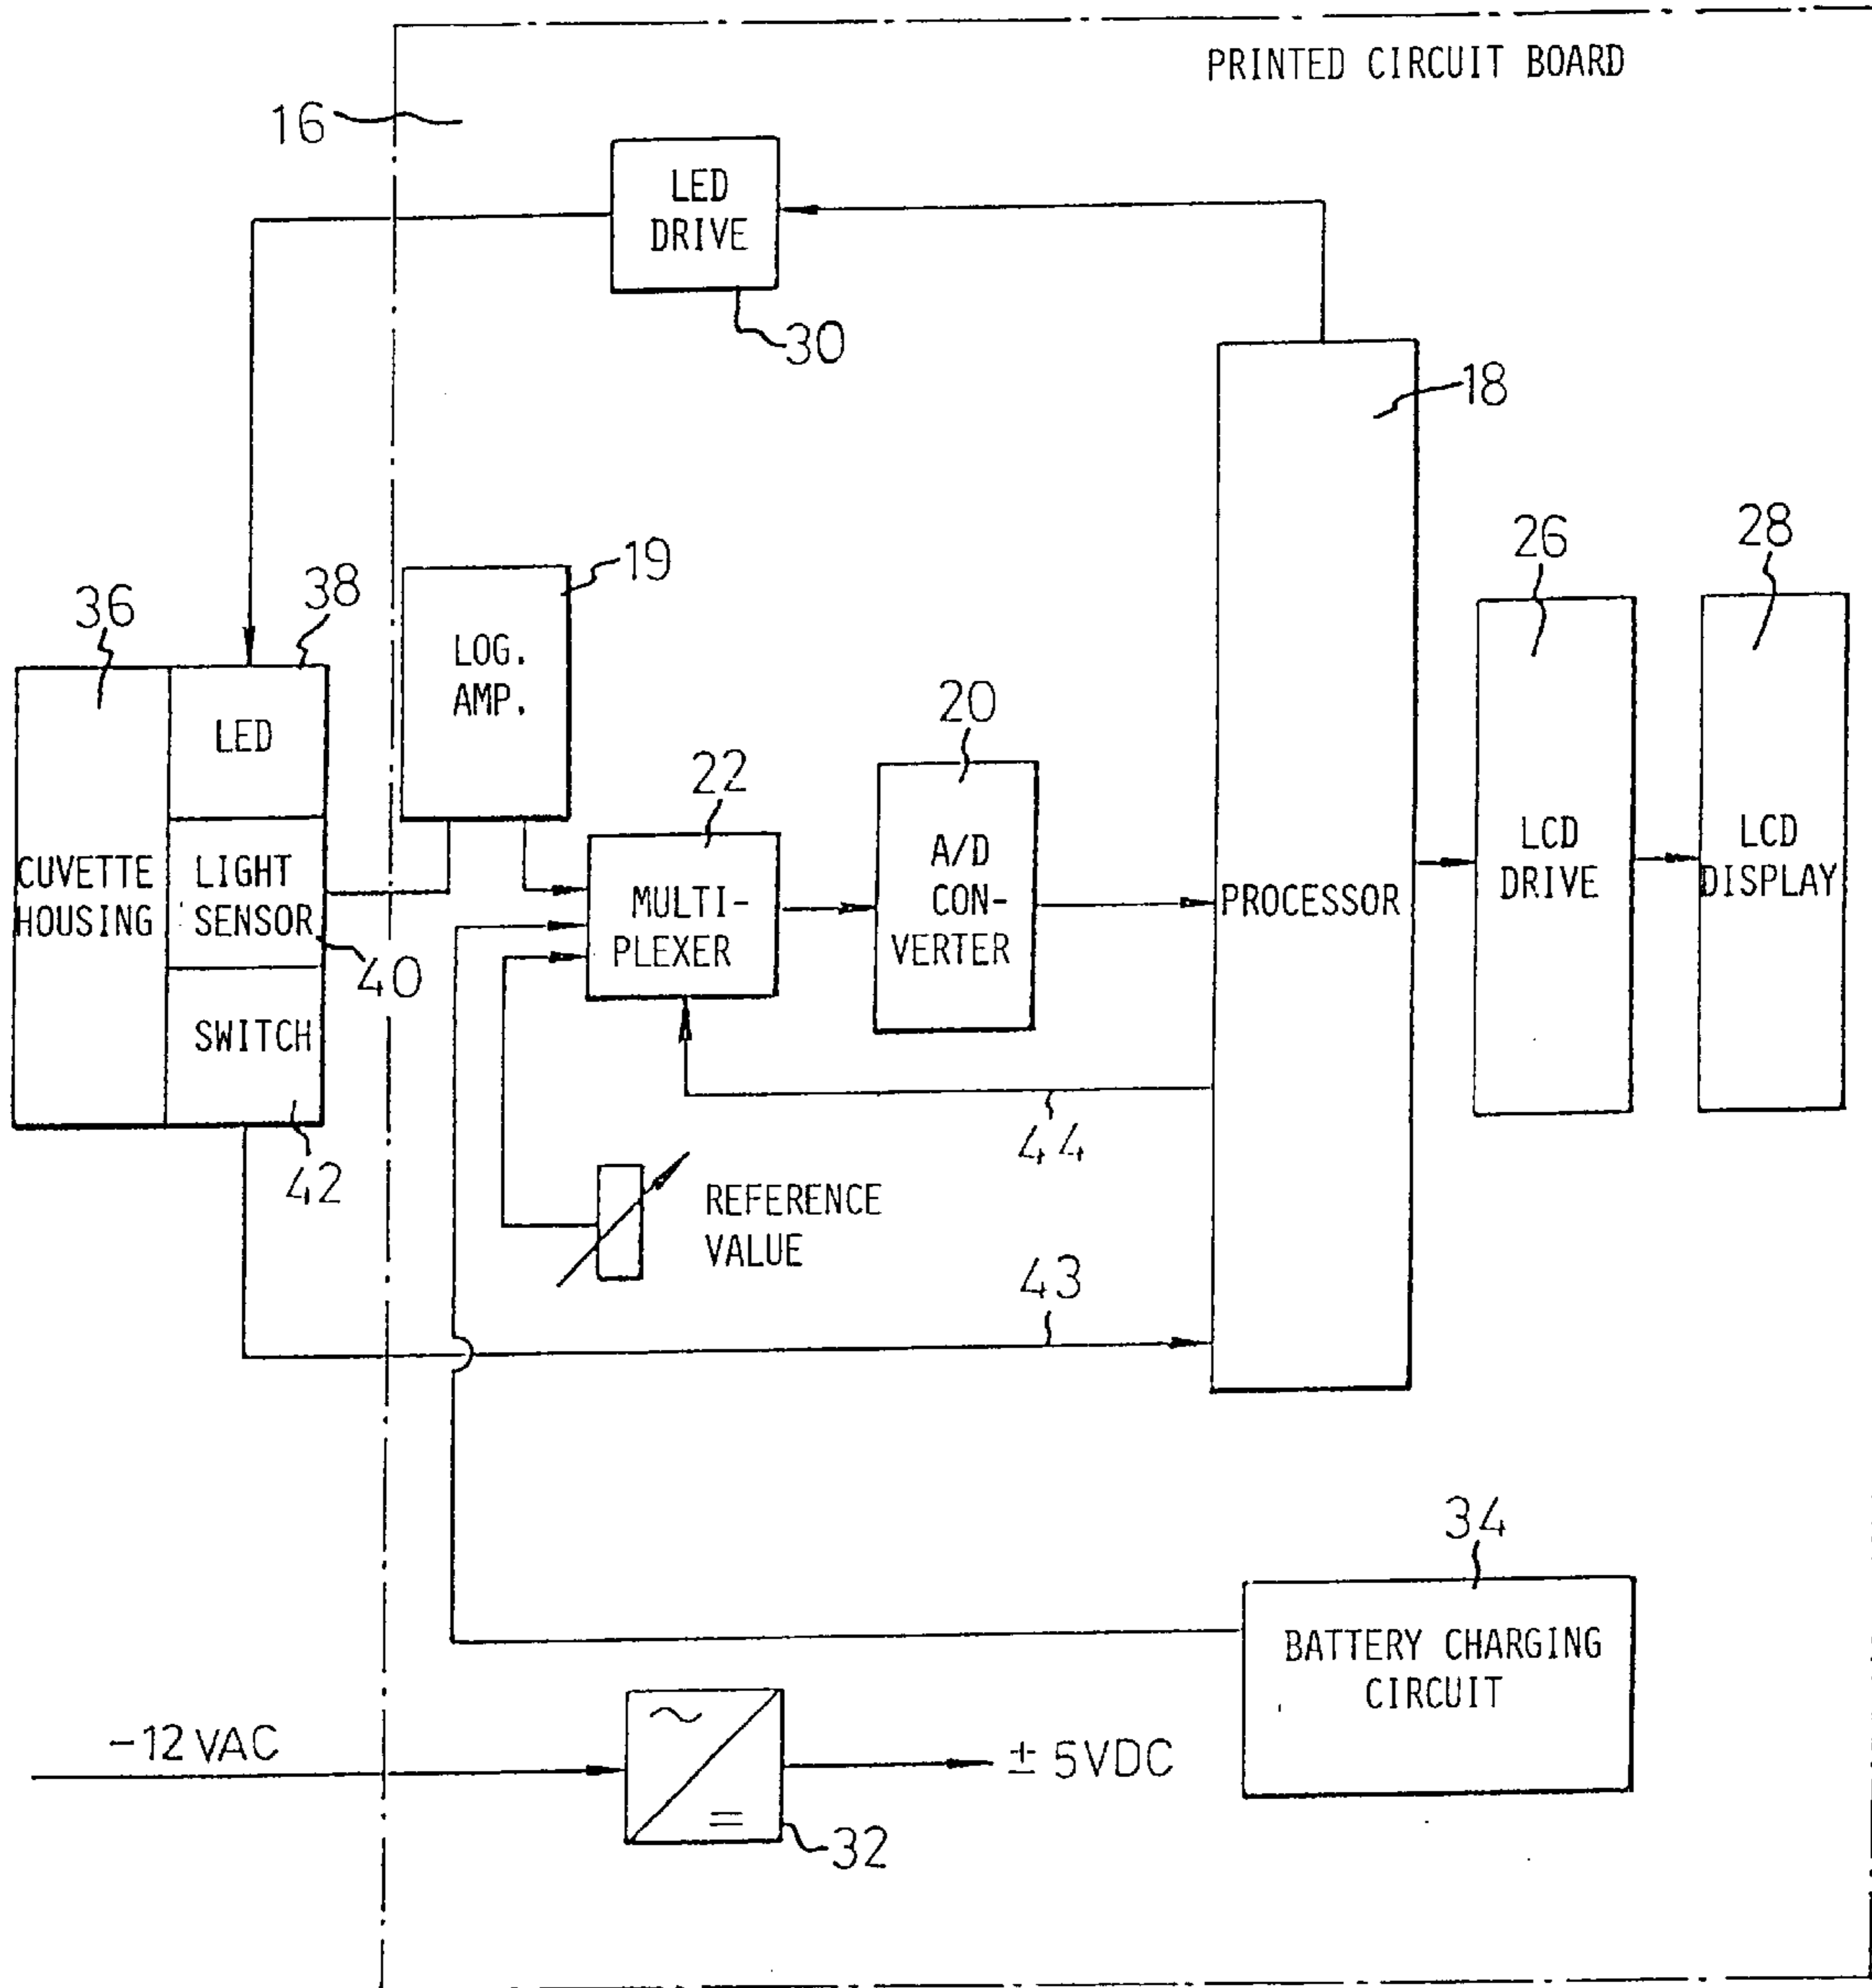 PRINTED CIRCUIT BOARD
16
LED
DRIVE
30
18
19
LOG.
AMP.
26
28
36
38
LED
20
22
CUVETTE
HOUSING
LIGHT
SENSOR
40
MULTI-
PLEXER
A/D
CON-
VERTER
PROCESSOR
LCD
DRIVE
LCD
DISPLAY
SWITCH
42
44
REFERENCE
VALUE
43
34
BATTERY CHARGING
CIRCUIT
-12 VAC
~
=
± 5VDC
32